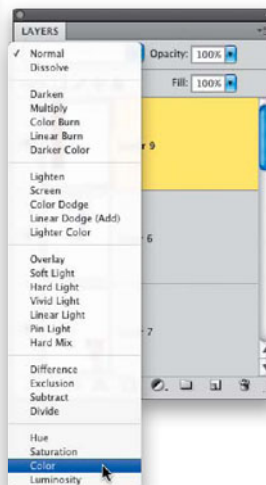 LAYERS
✓ Normal
Opacity: 100%
Dissolve
Fill: 100%
Darken
Multiply
Color Burn
Linear Burn
Darker Color
r 9
Lighten
Screen
Color Dodge
Linear Dodge (Add)
Lighter Color
6
Overlay
Soft Light
Hard Light
Vivid Light
Linear Light
Pin Light
Hard Mix
7
Difference
Exclusion
Subtract
Divide
Hue
Saturation
Color
Luminosity